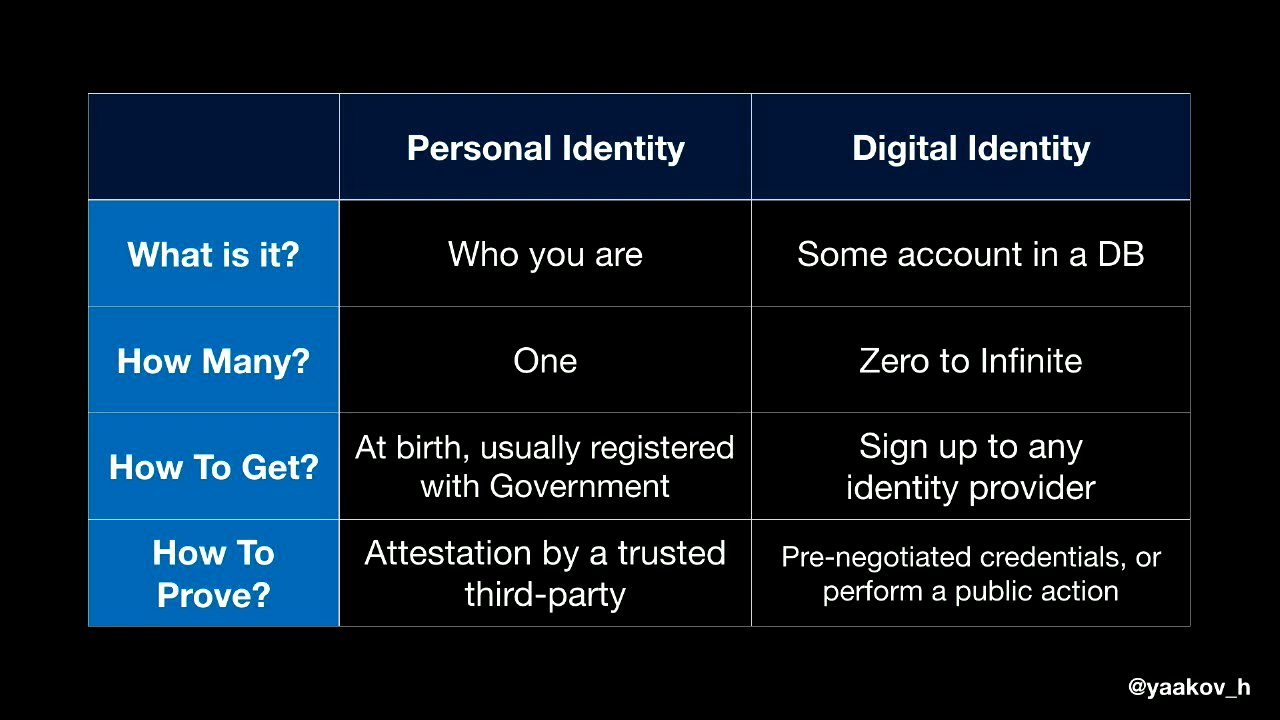 Personal Identity
Digital Identity
What is it?
Who you are
Some account in a DB
How Many?
One
Zero to Infinite
How To Get?
At birth, usually registered
with Government
Sign up to any
identity provider
How To
Prove?
Attestation by a trusted
third-party
Pre-negotiated credentials, or
perform a public action
@yaakov_h